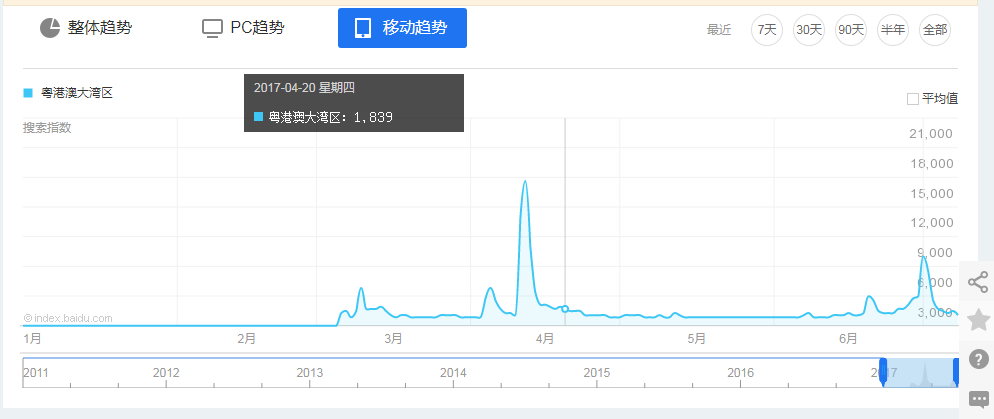 整体趋势 PC趋势 移动趋势 最近 7天 30天 90天 半年 全部
2017-04-20 星期四
粤港澳大湾区 平均值
粤港澳大湾区: 1,839
搜索指数
21,000
18,000
15,000
12,000
9,000
6,000
3,000
© index.baidu.com
1月 2月 3月 4月 5月 6月
2011 2012 2013 2014 2015 2016 2017